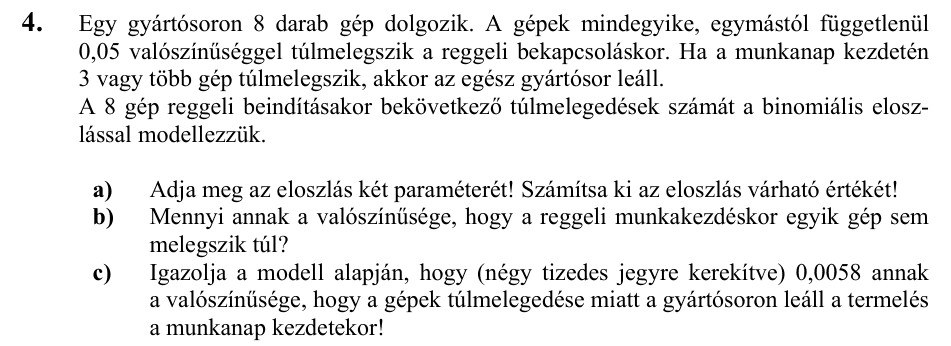 4. Egy gyártósoron 8 darab gép dolgozik. A gépek mindegyike, egymástól függetlenül
0,05 valószínűséggel túlmelegszik a reggeli bekapcsoláskor. Ha a munkanap kezdetén
3 vagy több gép túlmelegszik, akkor az egész gyártósor leáll.
A 8 gép reggeli beindításakor bekövetkező túlmelegedések számát a binomiális elosz-
lással modellezzük.
a) Adja meg az eloszlás két paraméterét! Számítsa ki az eloszlás várható értékét!
b) Mennyi annak a valószínűsége, hogy a reggeli munkakezdéskor egyik gép sem
melegszik túl?
c) Igazolja a modell alapján, hogy (négy tizedes jegyre kerekítve) 0,0058 annak
a valószínűsége, hogy a gépek túlmelegedése miatt a gyártósoron leáll a termelés
a munkanap kezdetekor!